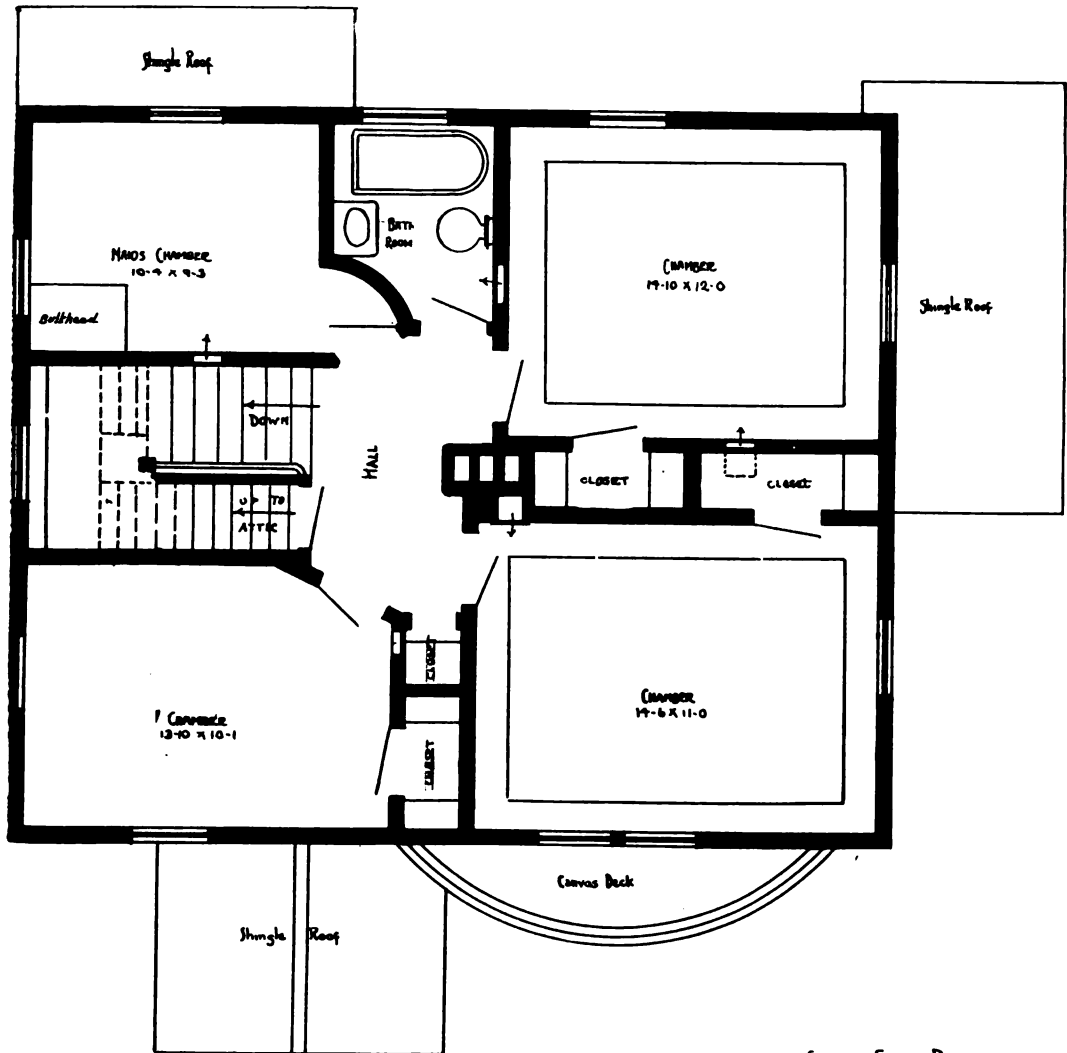 Shingle Roof
MAIDS CHAMBER
10-4 X 9-3
Bulkhead
BATH
ROOM
CHAMBER
14-10 X 12-0
Shingle Roof
DOWN
HALL
UP TO
ATTIC
CLOSET
CLOSET
CHAMBER
13-10 X 10-1
CLOSET
CLOSET
CHAMBER
14-6 X 11-0
Canvas Deck
Shingle Roof